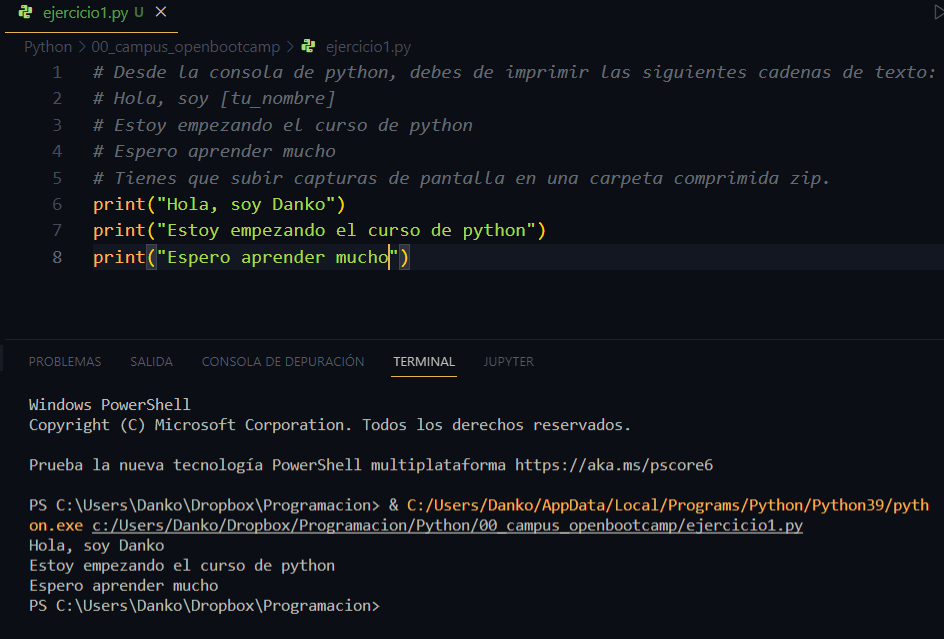 ejercicio1.py U
Python > 00_campus_openbootcamp > ejercicio1.py
1 # Desde la consola de python, debes de imprimir las siguientes cadenas de texto:
2 # Hola, soy [tu_nombre]
3 # Estoy empezando el curso de python
4 # Espero aprender mucho
5 # Tienes que subir capturas de pantalla en una carpeta comprimida zip.
6 print("Hola, soy Danko")
7 print("Estoy empezando el curso de python")
8 print("Espero aprender mucho")
PROBLEMAS SALIDA CONSOLA DE DEPURACIÓN TERMINAL JUPYTER
Windows PowerShell
Copyright (C) Microsoft Corporation. Todos los derechos reservados.
Prueba la nueva tecnología PowerShell multiplataforma https://aka.ms/pscore6
PS C:\Users\Danko\Dropbox\Programacion> & C:/Users/Danko/AppData/Local/Programs/Python/Python39/pyth
on.exe c:/Users/Danko/Dropbox/Programacion/Python/00_campus_openbootcamp/ejercicio1.py
Hola, soy Danko
Estoy empezando el curso de python
Espero aprender mucho
PS C:\Users\Danko\Dropbox\Programacion>